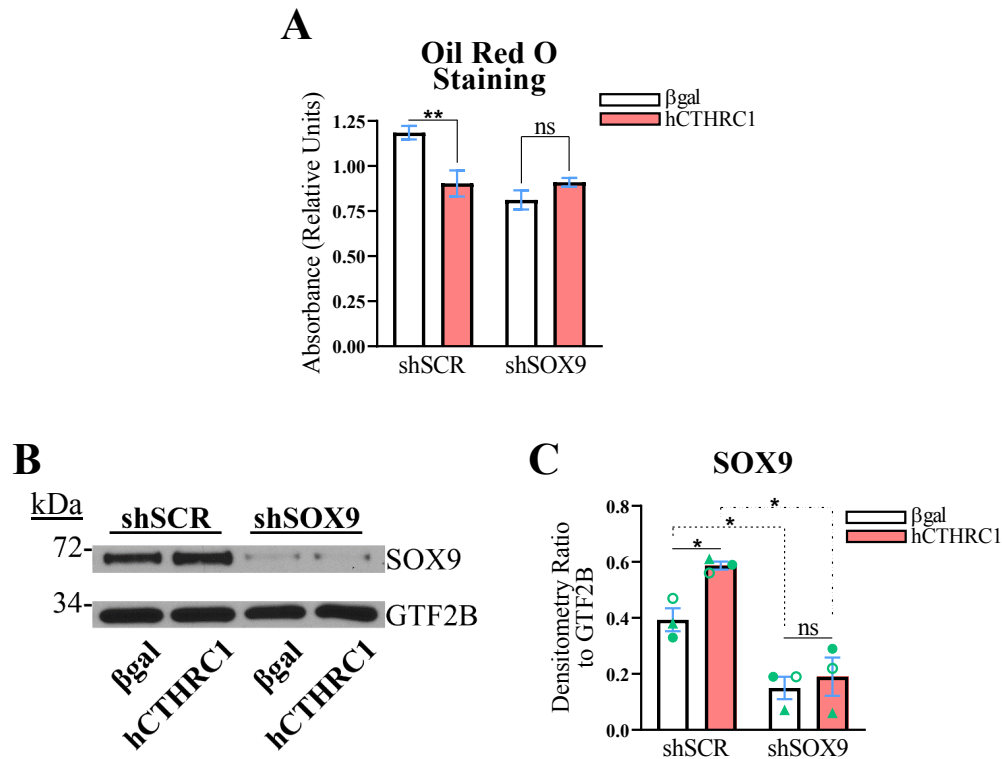 A
Oil Red O
Staining
βgal
hCTHRC1
Absorbance (Relative Units)
1.25
1.00
0.75
0.50
0.25
0.00
**
ns
shSCR
shSOX9
B
kDa
shSCR
shSOX9
72-
SOX9
34-
GTF2B
βgal
hCTHRC1
βgal
hCTHRC1
C
SOX9
βgal
hCTHRC1
Densitometry Ratio
to GTF2B
0.8
0.6
0.4
0.2
0.0
*
*
*
ns
shSCR
shSOX9